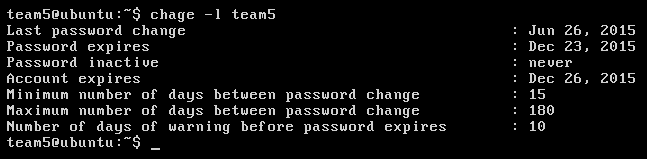 team5@ubuntu:~$ chage -l team5
Last password change : Jun 26, 2015
Password expires : Dec 23, 2015
Password inactive : never
Account expires : Dec 26, 2015
Minimum number of days between password change : 15
Maximum number of days between password change : 180
Number of days of warning before password expires : 10
team5@ubuntu:~$ _